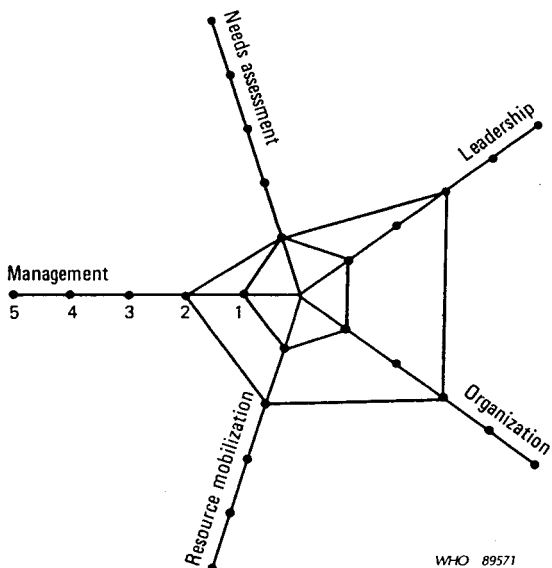 Needs assessment
Leadership
Management
5 4 3 2 1
Organization
Resource mobilization
WHO 89571